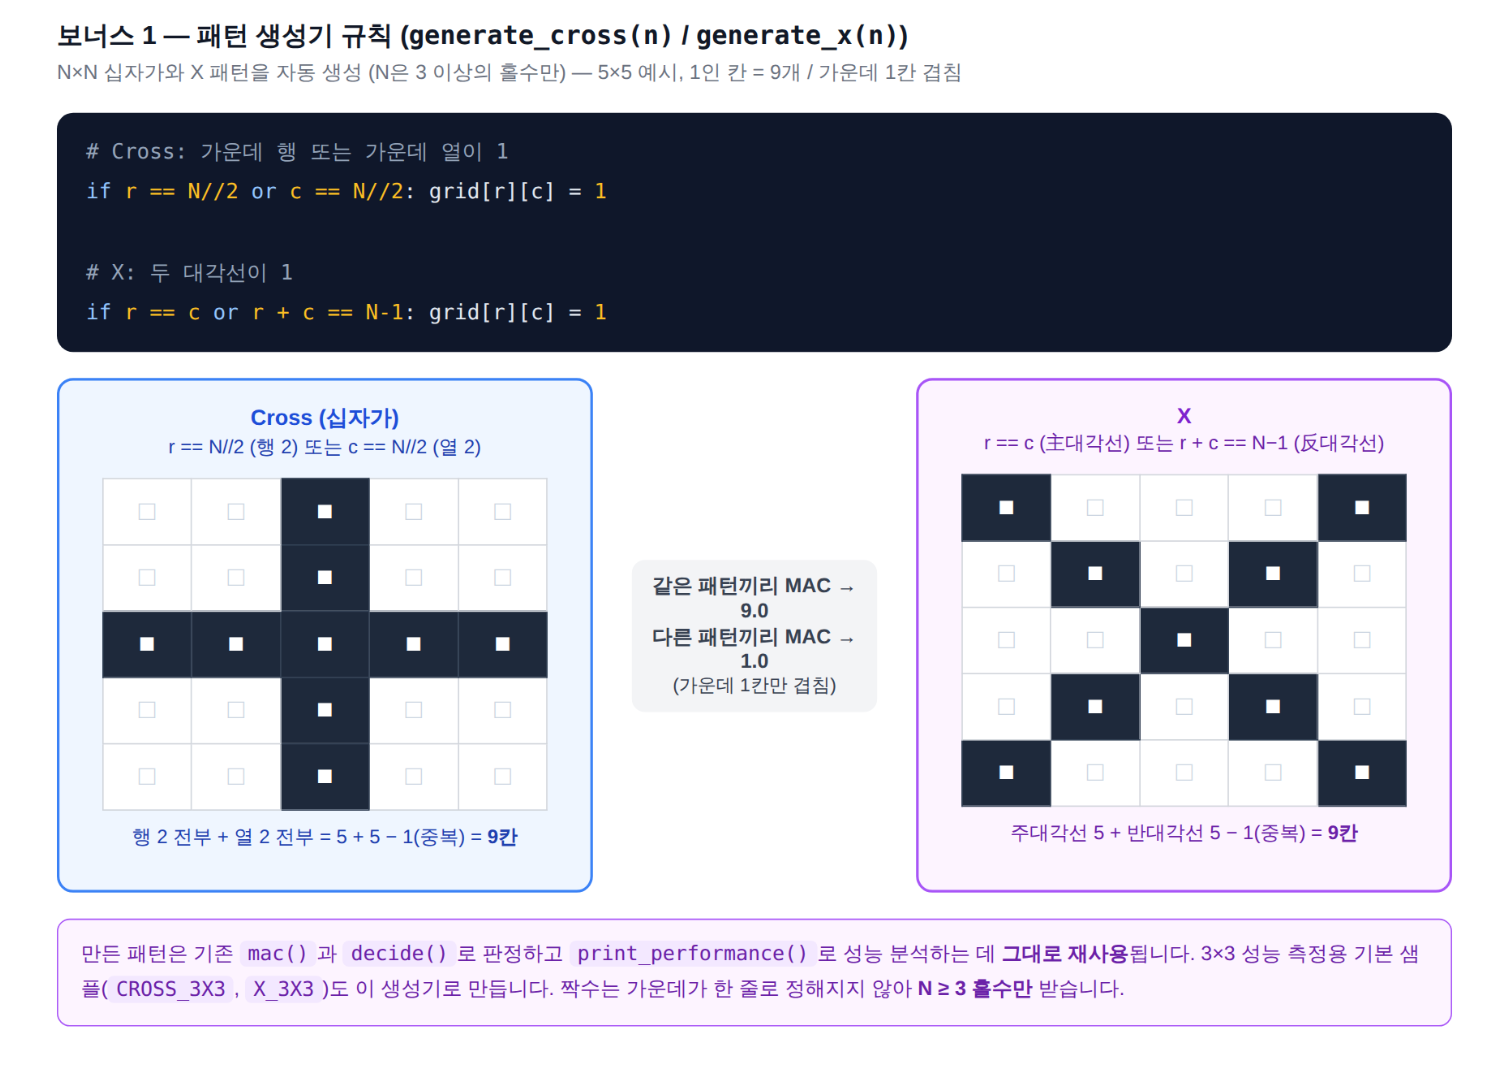 보너스 1 — 패턴 생성기 규칙 (generate_cross(n) / generate_x(n))
N×N 십자가와 X 패턴을 자동 생성 (N은 3 이상의 홀수만) — 5×5 예시, 1인 칸 = 9개 / 가운데 1칸 겹침
# Cross: 가운데 행 또는 가운데 열이 1
if r == N//2 or c == N//2: grid[r][c] = 1
# X: 두 대각선이 1
if r == c or r + c == N-1: grid[r][c] = 1
Cross (십자가)
r == N//2 (행 2) 또는 c == N//2 (열 2)
□ □ ■ □ □
□ □ ■ □ □
■ ■ ■ ■ ■
□ □ ■ □ □
□ □ ■ □ □
행 2 전부 + 열 2 전부 = 5 + 5 − 1(중복) = 9칸
같은 패턴끼리 MAC →
9.0
다른 패턴끼리 MAC →
1.0
(가운데 1칸만 겹침)
X
r == c (主대각선) 또는 r + c == N−1 (反대각선)
■ □ □ □ ■
□ ■ □ ■ □
□ □ ■ □ □
□ ■ □ ■ □
■ □ □ □ ■
주대각선 5 + 반대각선 5 − 1(중복) = 9칸
만든 패턴은 기존 mac()과 decide()로 판정하고 print_performance()로 성능 분석하는 데 그대로 재사용됩니다. 3×3 성능 측정용 기본 샘
플(CROSS_3X3, X_3X3)도 이 생성기로 만듭니다. 짝수는 가운데가 한 줄로 정해지지 않아 N ≥ 3 홀수만 받습니다.